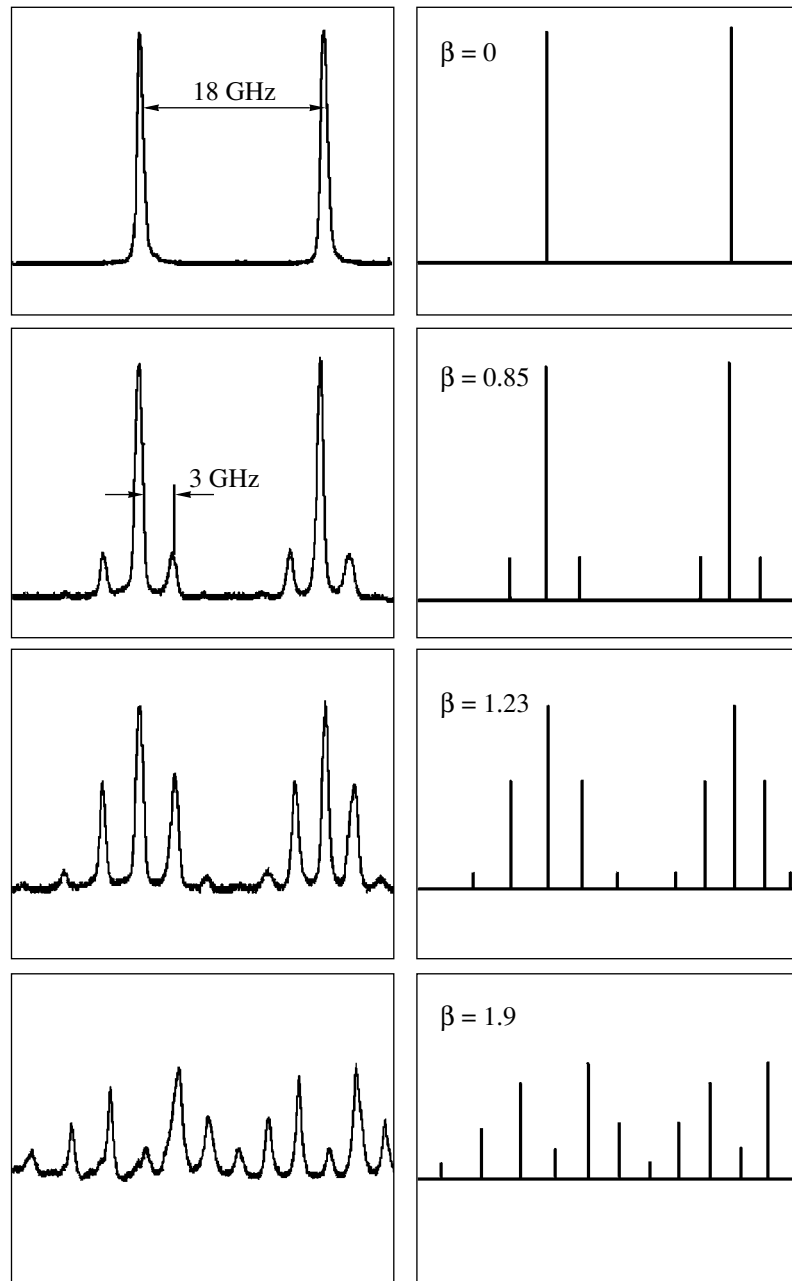 18 GHz
β = 0
β = 0.85
3 GHz
β = 1.23
β = 1.9